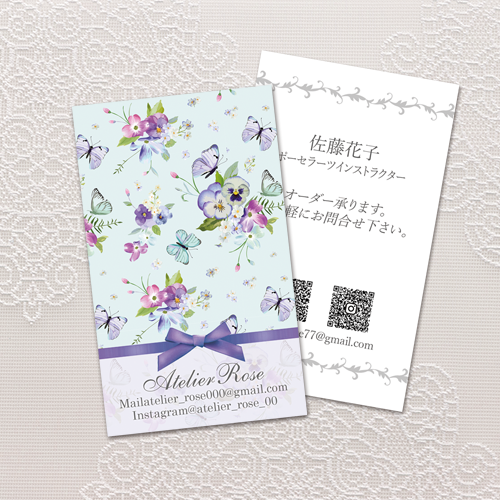 Atelier Rose
Mailatelier_rose000@gmail.com
Instagram@atelier_rose_00
佐藤花子
ポーセラーツインストラクター
オーダー承ります。
軽にお問合せ下さい。
e77@gmail.com